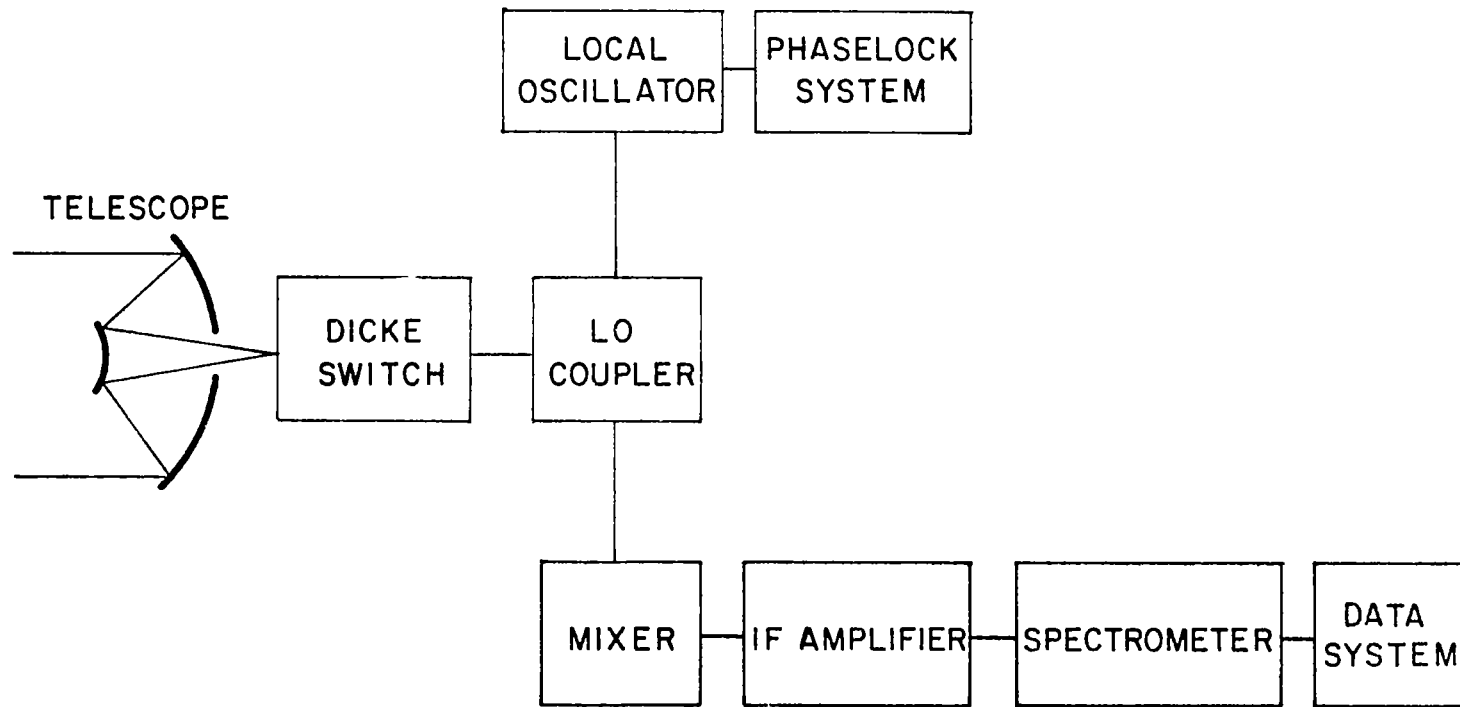 LOCAL
OSCILLATOR
PHASELOCK
SYSTEM
TELESCOPE
DICKE
SWITCH
LO
COUPLER
MIXER
IF AMPLIFIER
SPECTROMETER
DATA
SYSTEM